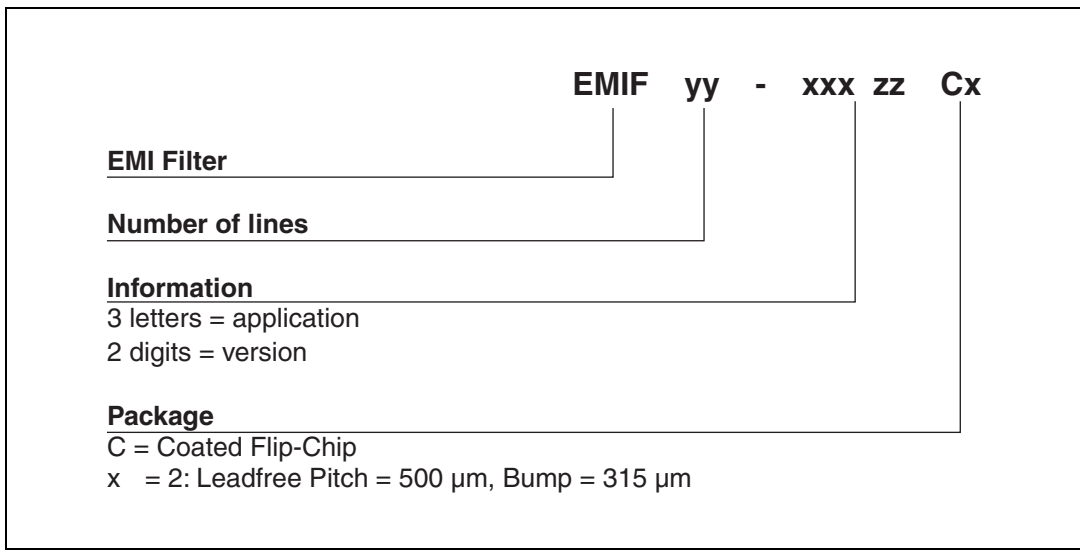 EMIF yy - xxx zz Cx
EMI Filter
Number of lines
Information
3 letters = application
2 digits = version
Package
C = Coated Flip-Chip
x = 2: Leadfree Pitch = 500 µm, Bump = 315 µm